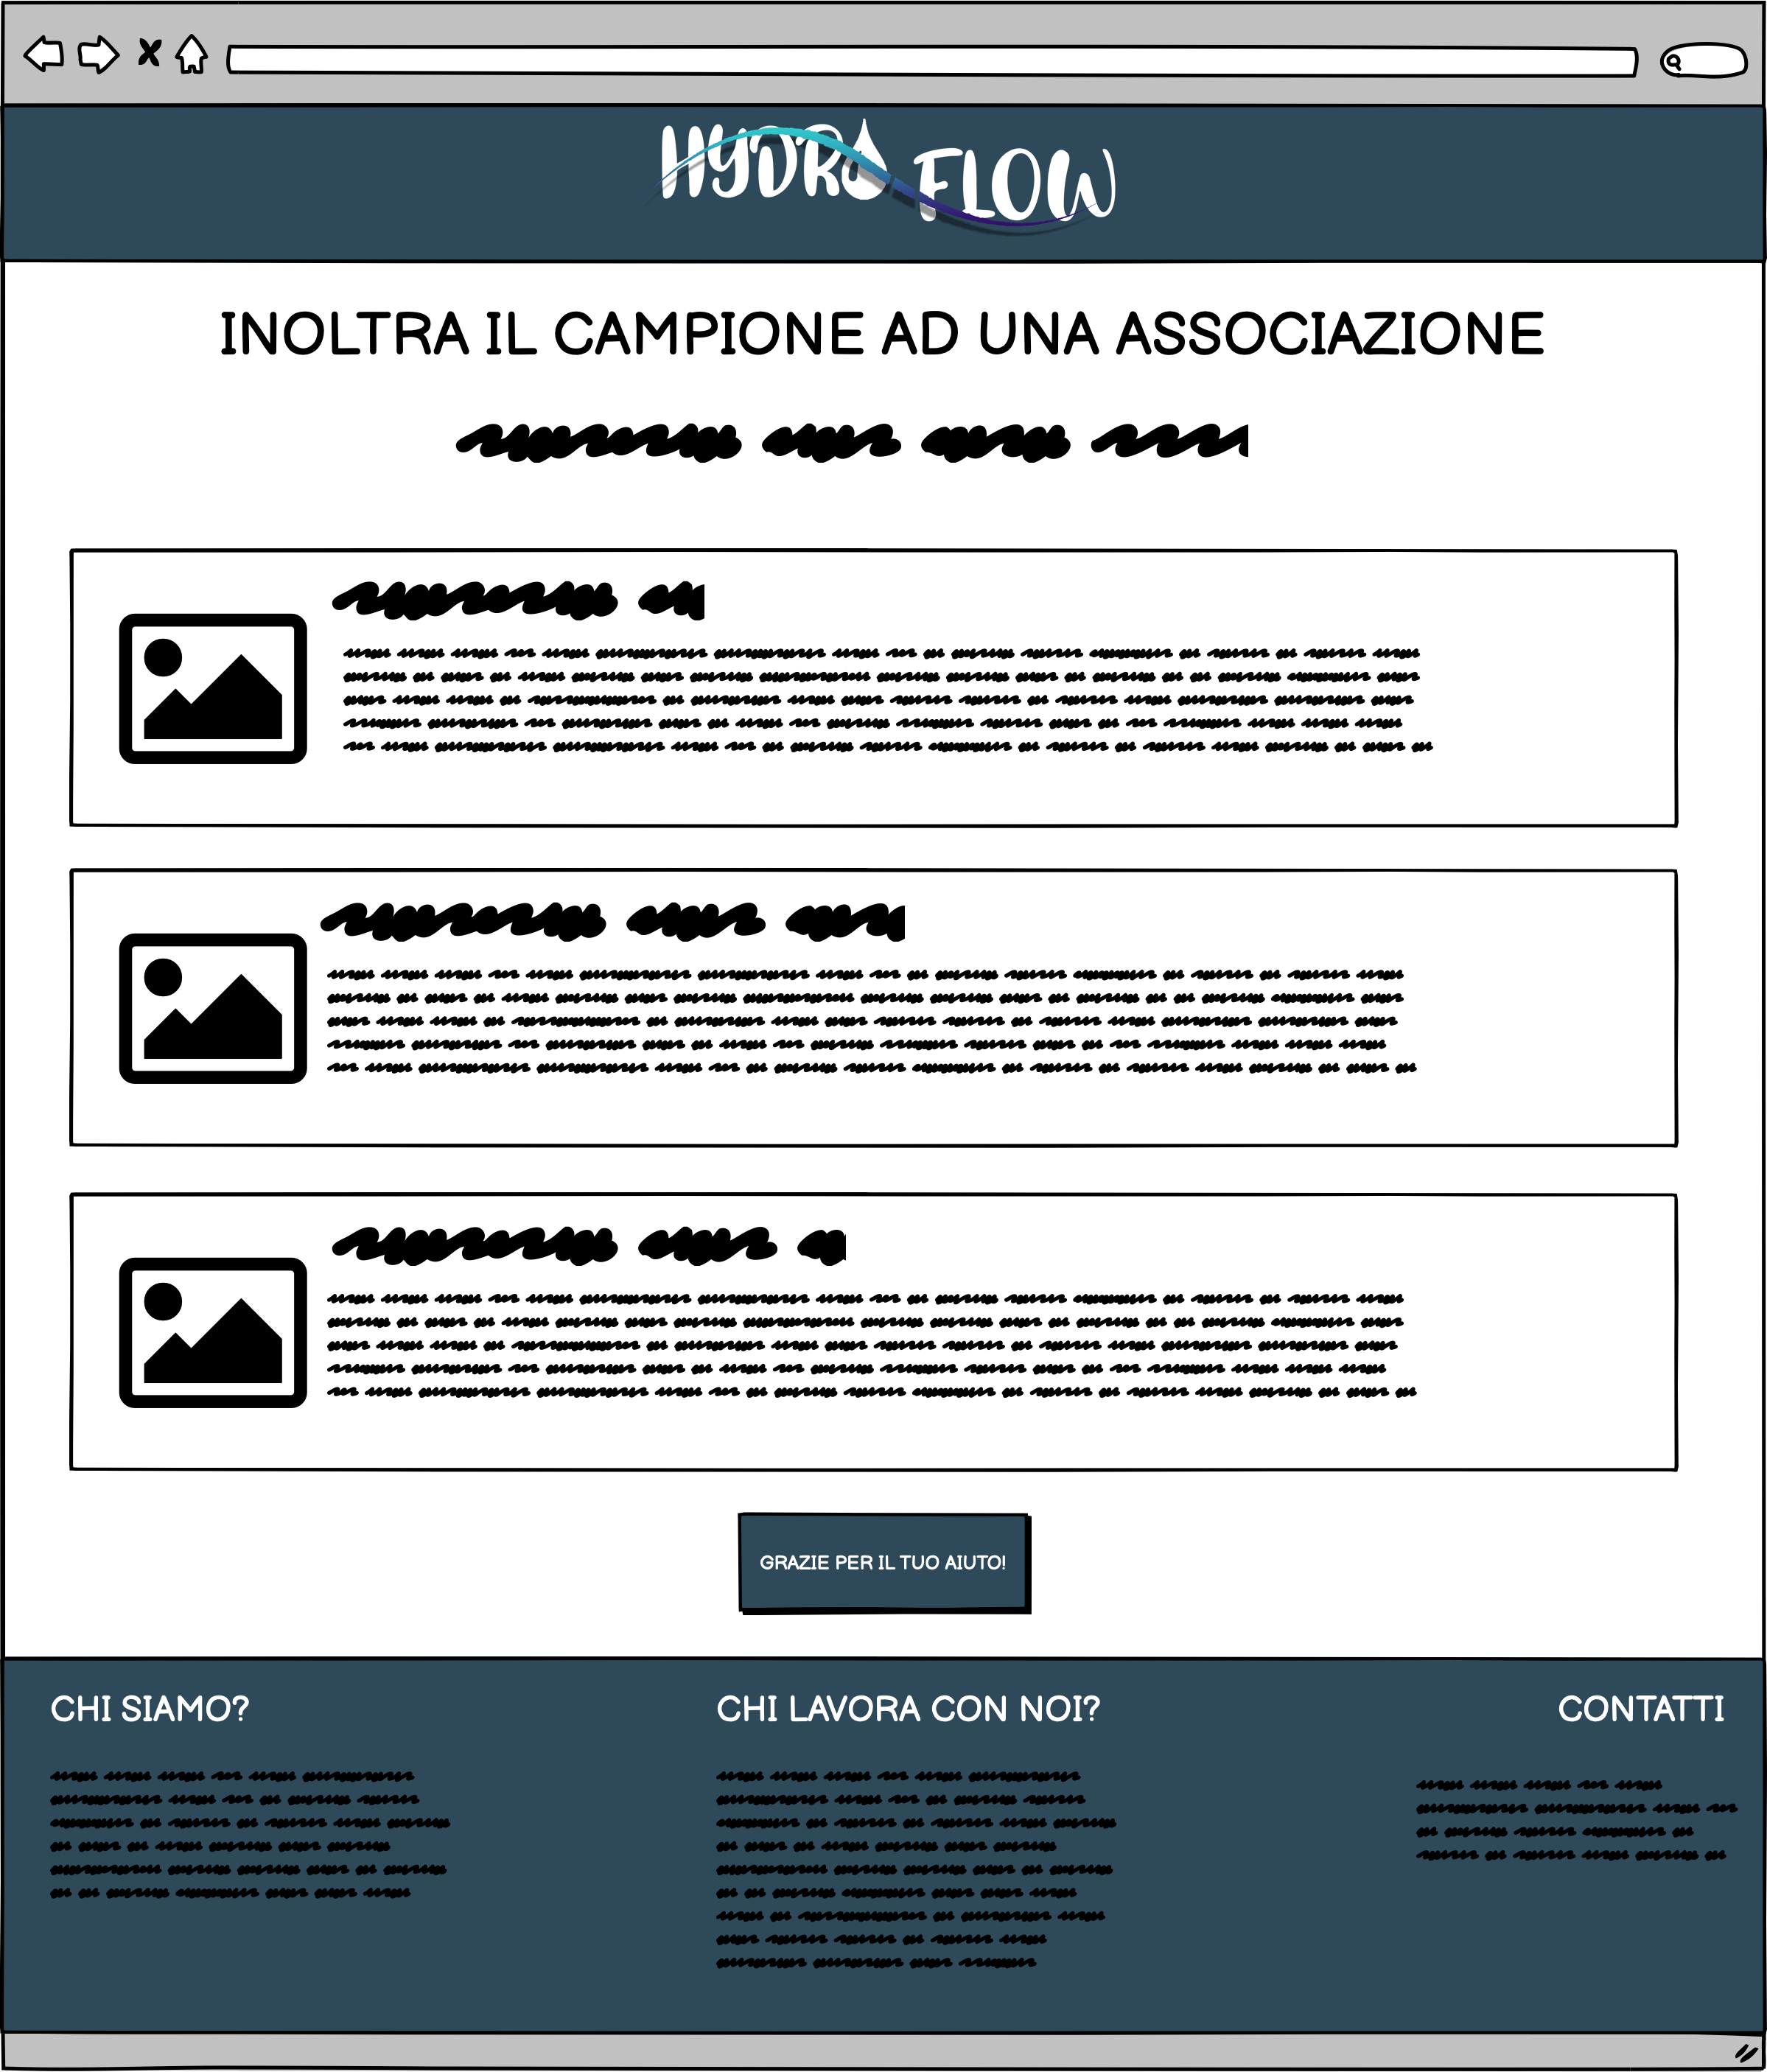 HYDRO FLOW
INOLTRA IL CAMPIONE AD UNA ASSOCIAZIONE
GRAZIE PER IL TUO AIUTO!
CHI SIAMO?
CHI LAVORA CON NOI?
CONTATTI